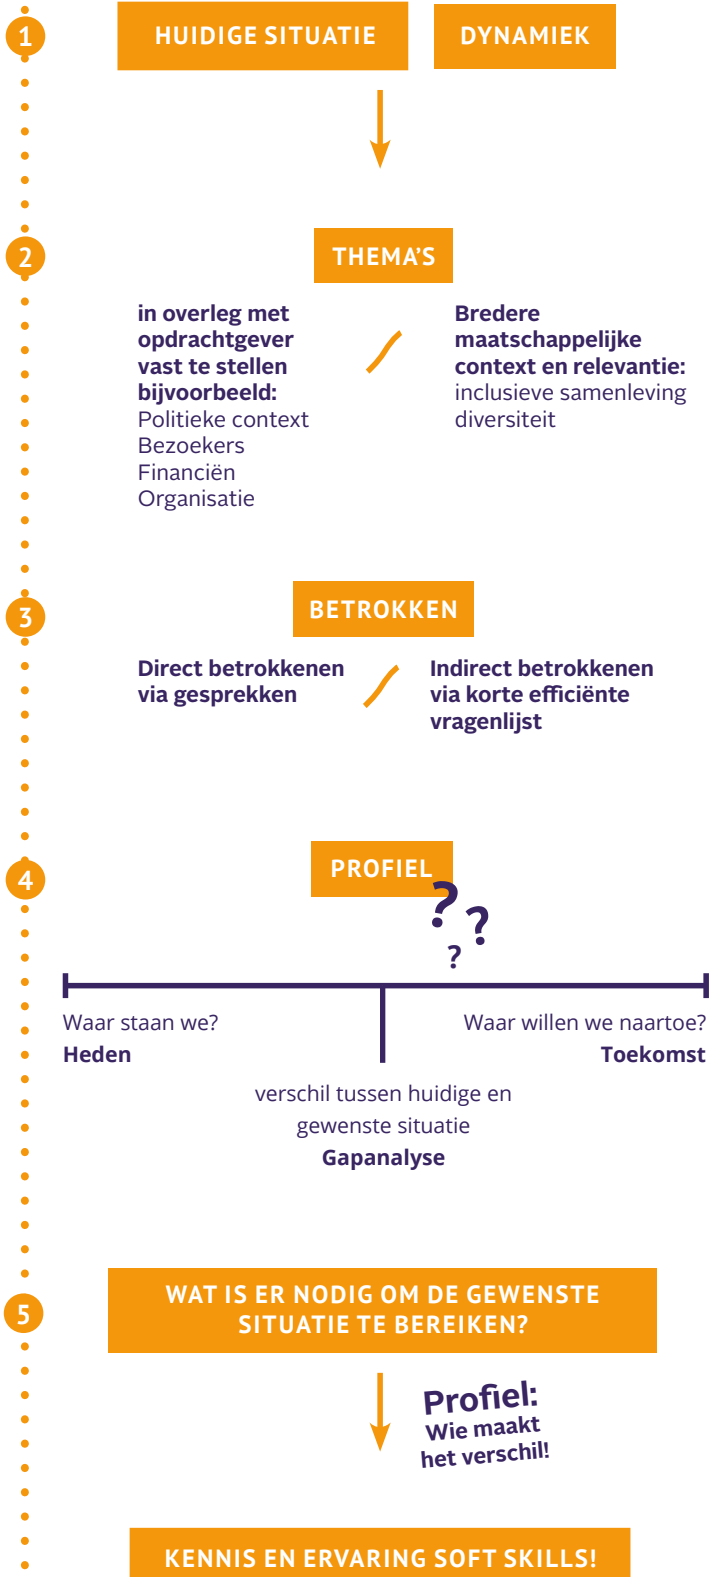 1
HUIDIGE SITUATIE
DYNAMIEK
2
THEMA'S
in overleg met
opdrachtgever
vast te stellen
bijvoorbeeld:
Politieke context
Bezoekers
Financiën
Organisatie
Bredere
maatschappelijke
context en relevantie:
inclusieve samenleving
diversiteit
3
BETROKKEN
Direct betrokkenen
via gesprekken
Indirect betrokkenen
via korte efficiënte
vragenlijst
4
PROFIEL
? ?
?
Waar staan we?
Heden
Waar willen we naartoe?
Toekomst
verschil tussen huidige en
gewenste situatie
Gapanalyse
5
WAT IS ER NODIG OM DE GEWENSTE
SITUATIE TE BEREIKEN?
Profiel:
Wie maakt
het verschil!
KENNIS EN ERVARING SOFT SKILLS!